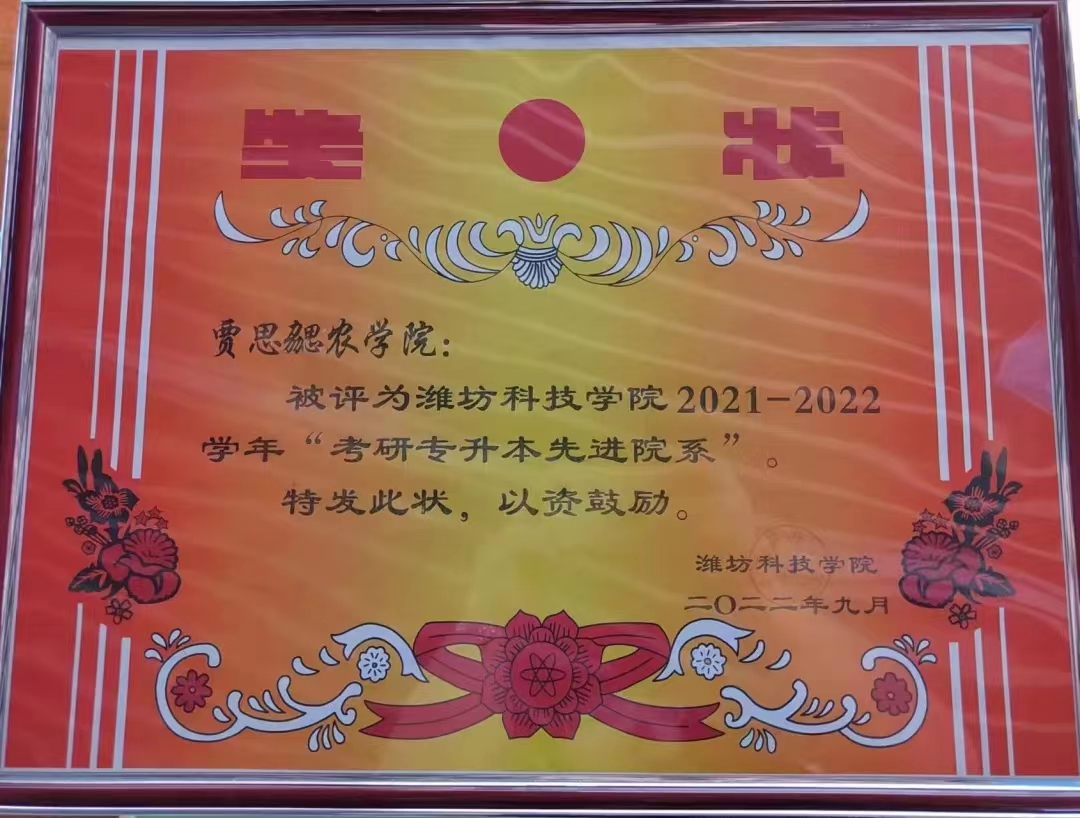 奖 状
贾思勰农学院：
被评为潍坊科技学院2021-2022
学年“考研专升本先进院系”。
特发此状，以资鼓励。
潍坊科技学院
二〇二二年九月